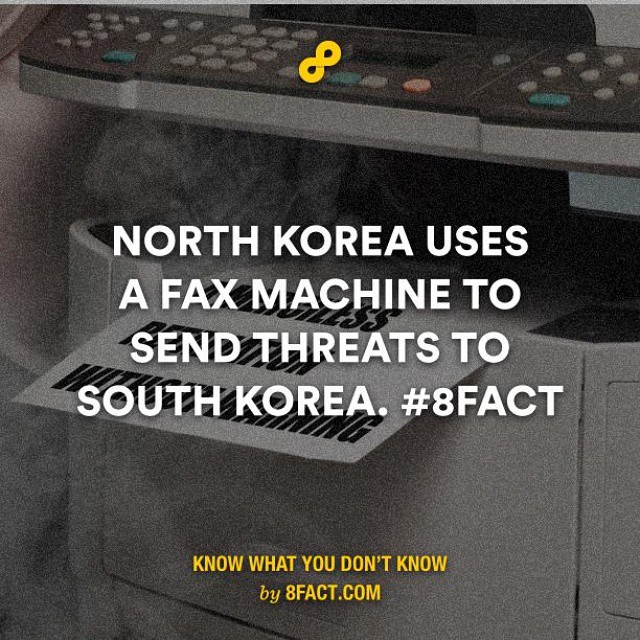 NORTH KOREA USES
A FAX MACHINE TO
SEND THREATS TO
SOUTH KOREA. #8FACT
KNOW WHAT YOU DON'T KNOW
by 8FACT.COM